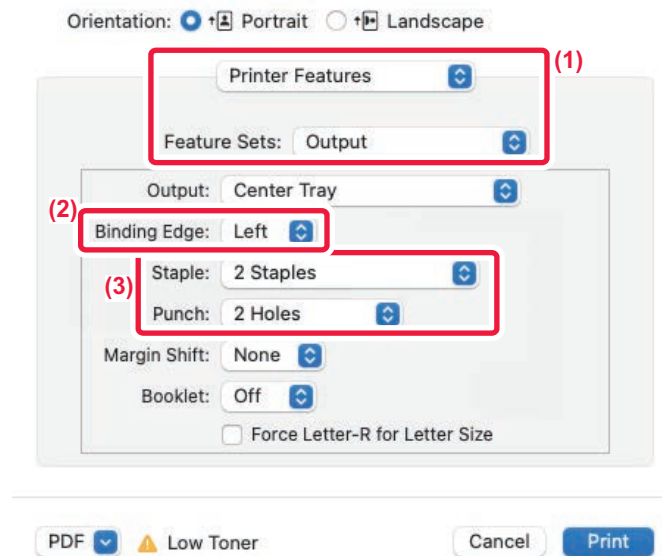 Orientation: Portrait Landscape
(1)
Printer Features
Feature Sets: Output
Output: Center Tray
(2)
Binding Edge: Left
(3)
Staple: 2 Staples
Punch: 2 Holes
Margin Shift: None
Booklet: Off
Force Letter-R for Letter Size
PDF Low Toner Cancel Print